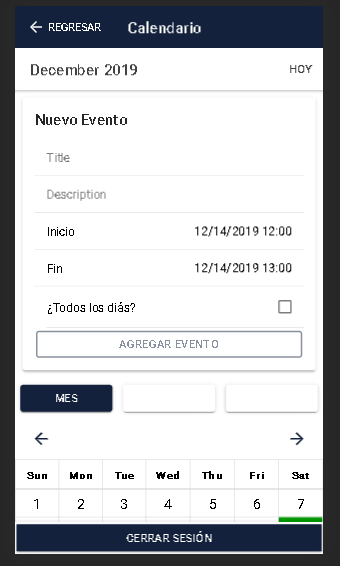 REGRESAR Calendario
December 2019 HOY
Nuevo Evento
Title
Description
Inicio 12/14/2019 12:00
Fin 12/14/2019 13:00
¿Todos los diás?
AGREGAR EVENTO
MES
Sun Mon Tue Wed Thu Fri Sat
1 2 3 4 5 6 7
CERRAR SESIÓN